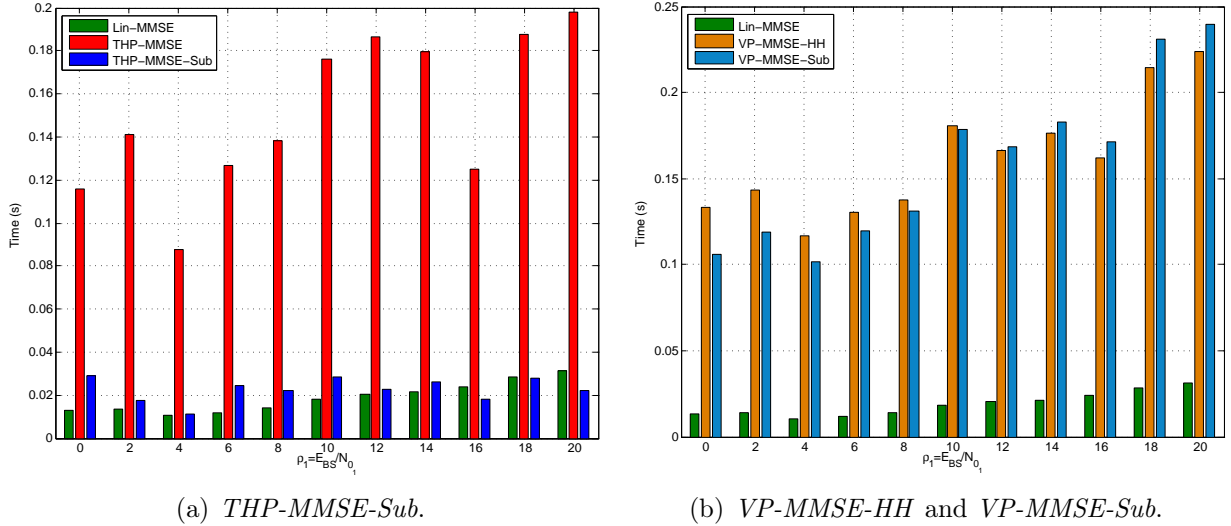 Lin−MMSE
THP−MMSE
THP−MMSE−Sub
Time (s)
0.2
0.18
0.16
0.14
0.12
0.1
0.08
0.06
0.04
0.02
0
0 2 4 6 8 10 12 14 16 18 20
ρ1=EBS/N01
(a) THP-MMSE-Sub.
Lin−MMSE
VP−MMSE−HH
VP−MMSE−Sub
Time (s)
0.25
0.2
0.15
0.1
0.05
0
0 2 4 6 8 10 12 14 16 18 20
ρ1=EBS/N01
(b) VP-MMSE-HH and VP-MMSE-Sub.